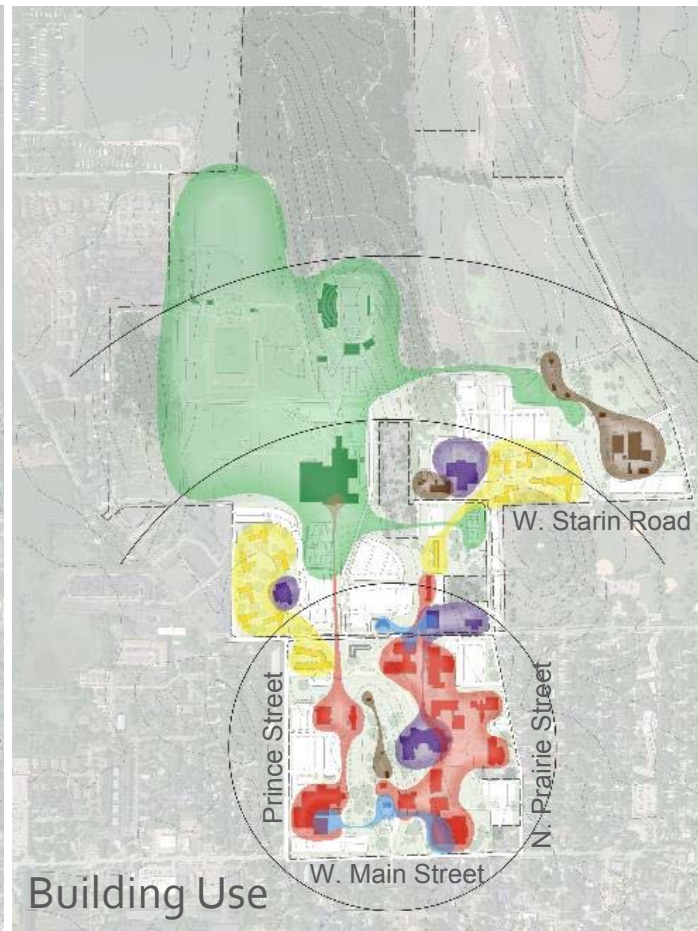 W. Starin Road
Prince Street
N. Prairie Street
W. Main Street
Building Use